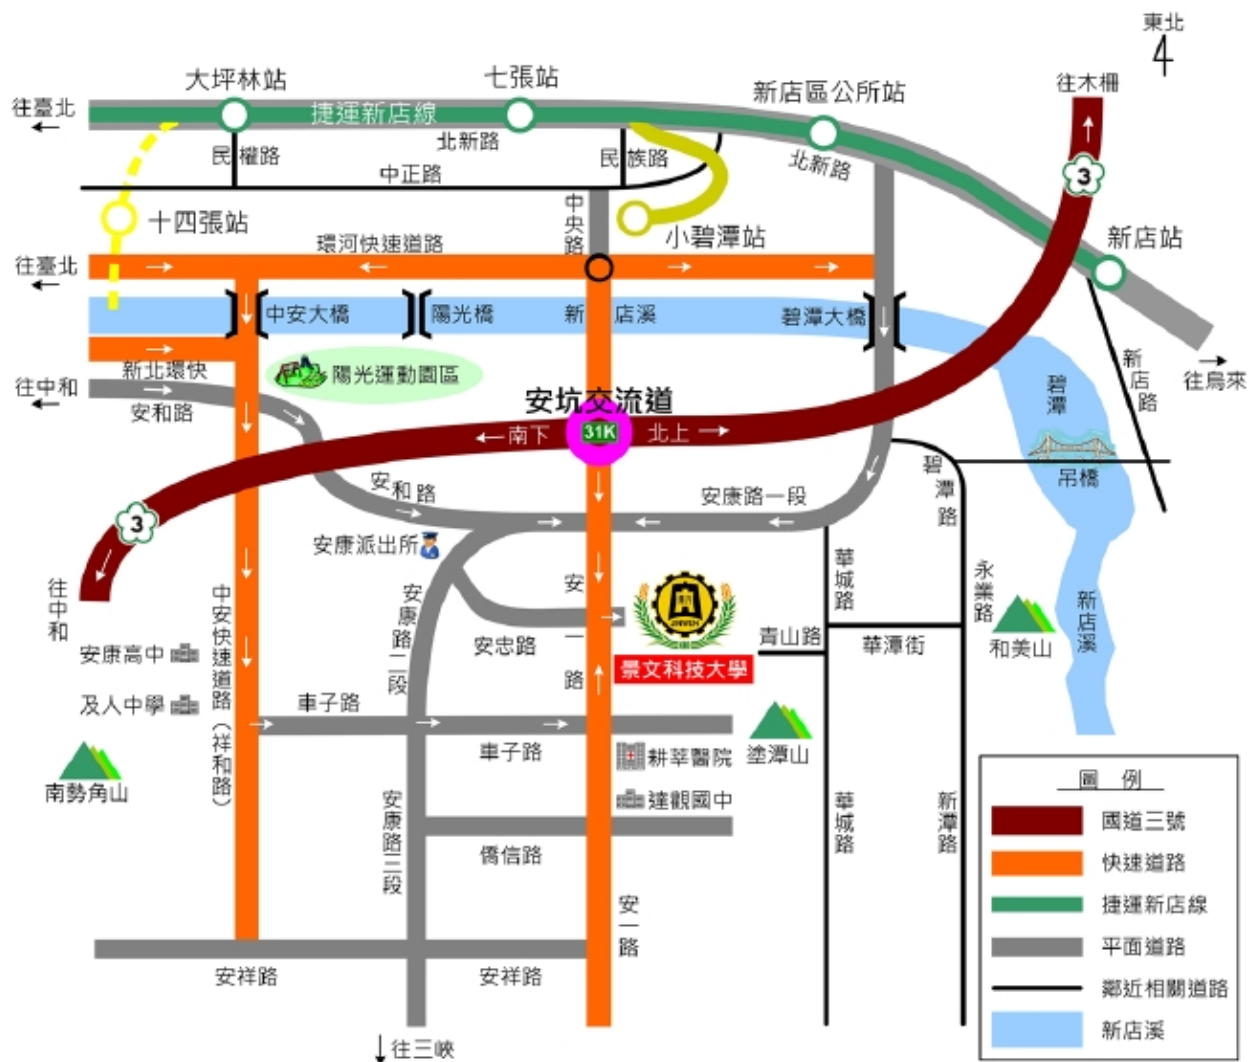 東北
往木柵
大坪林站
七張站
新店區公所站
往臺北
捷運新店線
北新路
民權路
民族路
北新路
中正路
3
十四張站
中央路
小碧潭站
新店站
環河快速道路
往臺北
中安大橋
陽光橋
新店溪
碧潭大橋
新北環快
陽光運動園區
往中和
安和路
安坑交流道
碧潭
新店路
往烏來
南下
31K
北上
吊橋
碧潭路
安和路
安康路一段
3
安康派出所
往中和
中安快速道路（祥和路）
安康路二段
安一路
JINWEN
華城路
永業路
新店溪
安忠路
青山路
華潭街
和美山
安康高中
景文科技大學
及人中學
車子路
車子路
耕莘醫院
塗潭山
南勢角山
達觀國中
安康路三段
僑信路
華城路
新潭路
安一路
安祥路
安祥路
往三峽
圖例
國道三號
快速道路
捷運新店線
平面道路
鄰近相關道路
新店溪